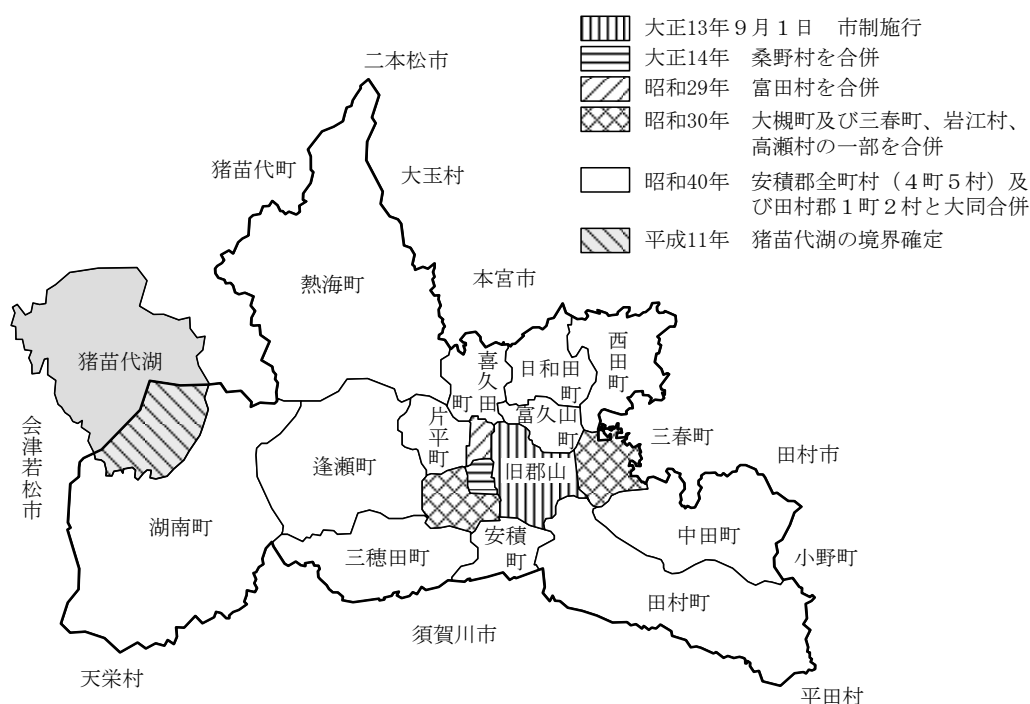 大正13年９月１日　市制施行
大正14年　桑野村を合併
昭和29年　富田村を合併
昭和30年　大槻町及び三春町、岩江村、
高瀬村の一部を合併
昭和40年　安積郡全町村（４町５村）及
び田村郡１町２村と大同合併
平成11年　猪苗代湖の境界確定
二本松市
猪苗代町
大玉村
本宮市
熱海町
猪苗代湖
会津若松市
湖南町
逢瀬町
片平町
喜久田町
日和田町
西田町
富久山町
旧郡山
三春町
田村市
中田町
小野町
三穂田町
安積町
田村町
須賀川市
天栄村
平田村